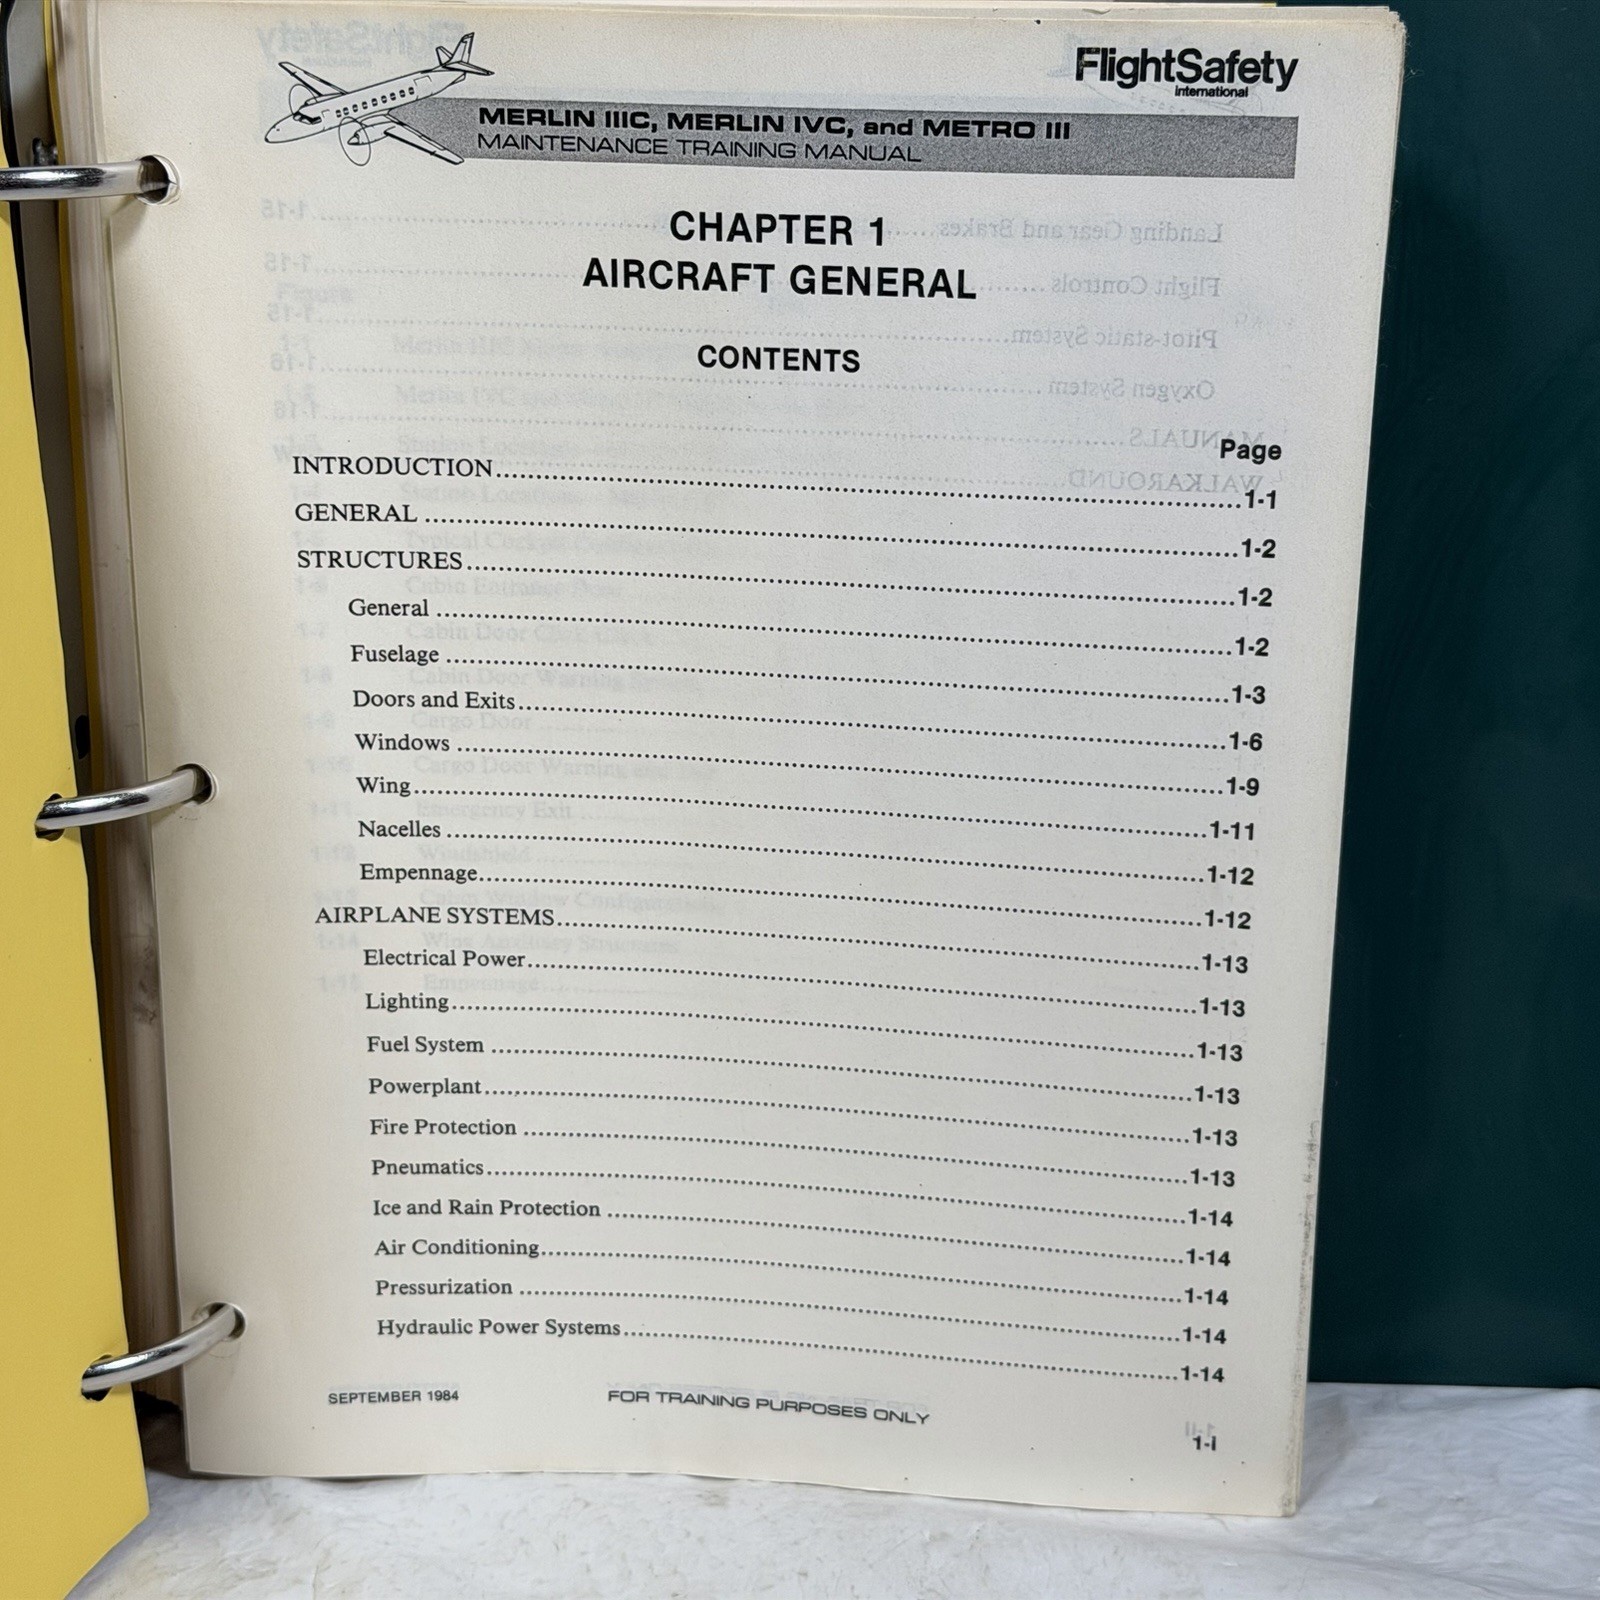 FlightSafety
international
MERLIN IIIC, MERLIN IVC, and METRO III
MAINTENANCE TRAINING MANUAL
CHAPTER 1
AIRCRAFT GENERAL
CONTENTS
Page
INTRODUCTION ... 1-1
GENERAL ... 1-2
STRUCTURES ... 1-2
General ... 1-2
Fuselage ... 1-3
Doors and Exits ... 1-6
Windows ... 1-9
Wing ... 1-11
Nacelles ... 1-12
Empennage ... 1-12
AIRPLANE SYSTEMS ... 1-13
Electrical Power ... 1-13
Lighting ... 1-13
Fuel System ... 1-13
Powerplant ... 1-13
Fire Protection ... 1-13
Pneumatics ... 1-14
Ice and Rain Protection ... 1-14
Air Conditioning ... 1-14
Pressurization ... 1-14
Hydraulic Power Systems ... 1-14
SEPTEMBER 1984 FOR TRAINING PURPOSES ONLY 1-i